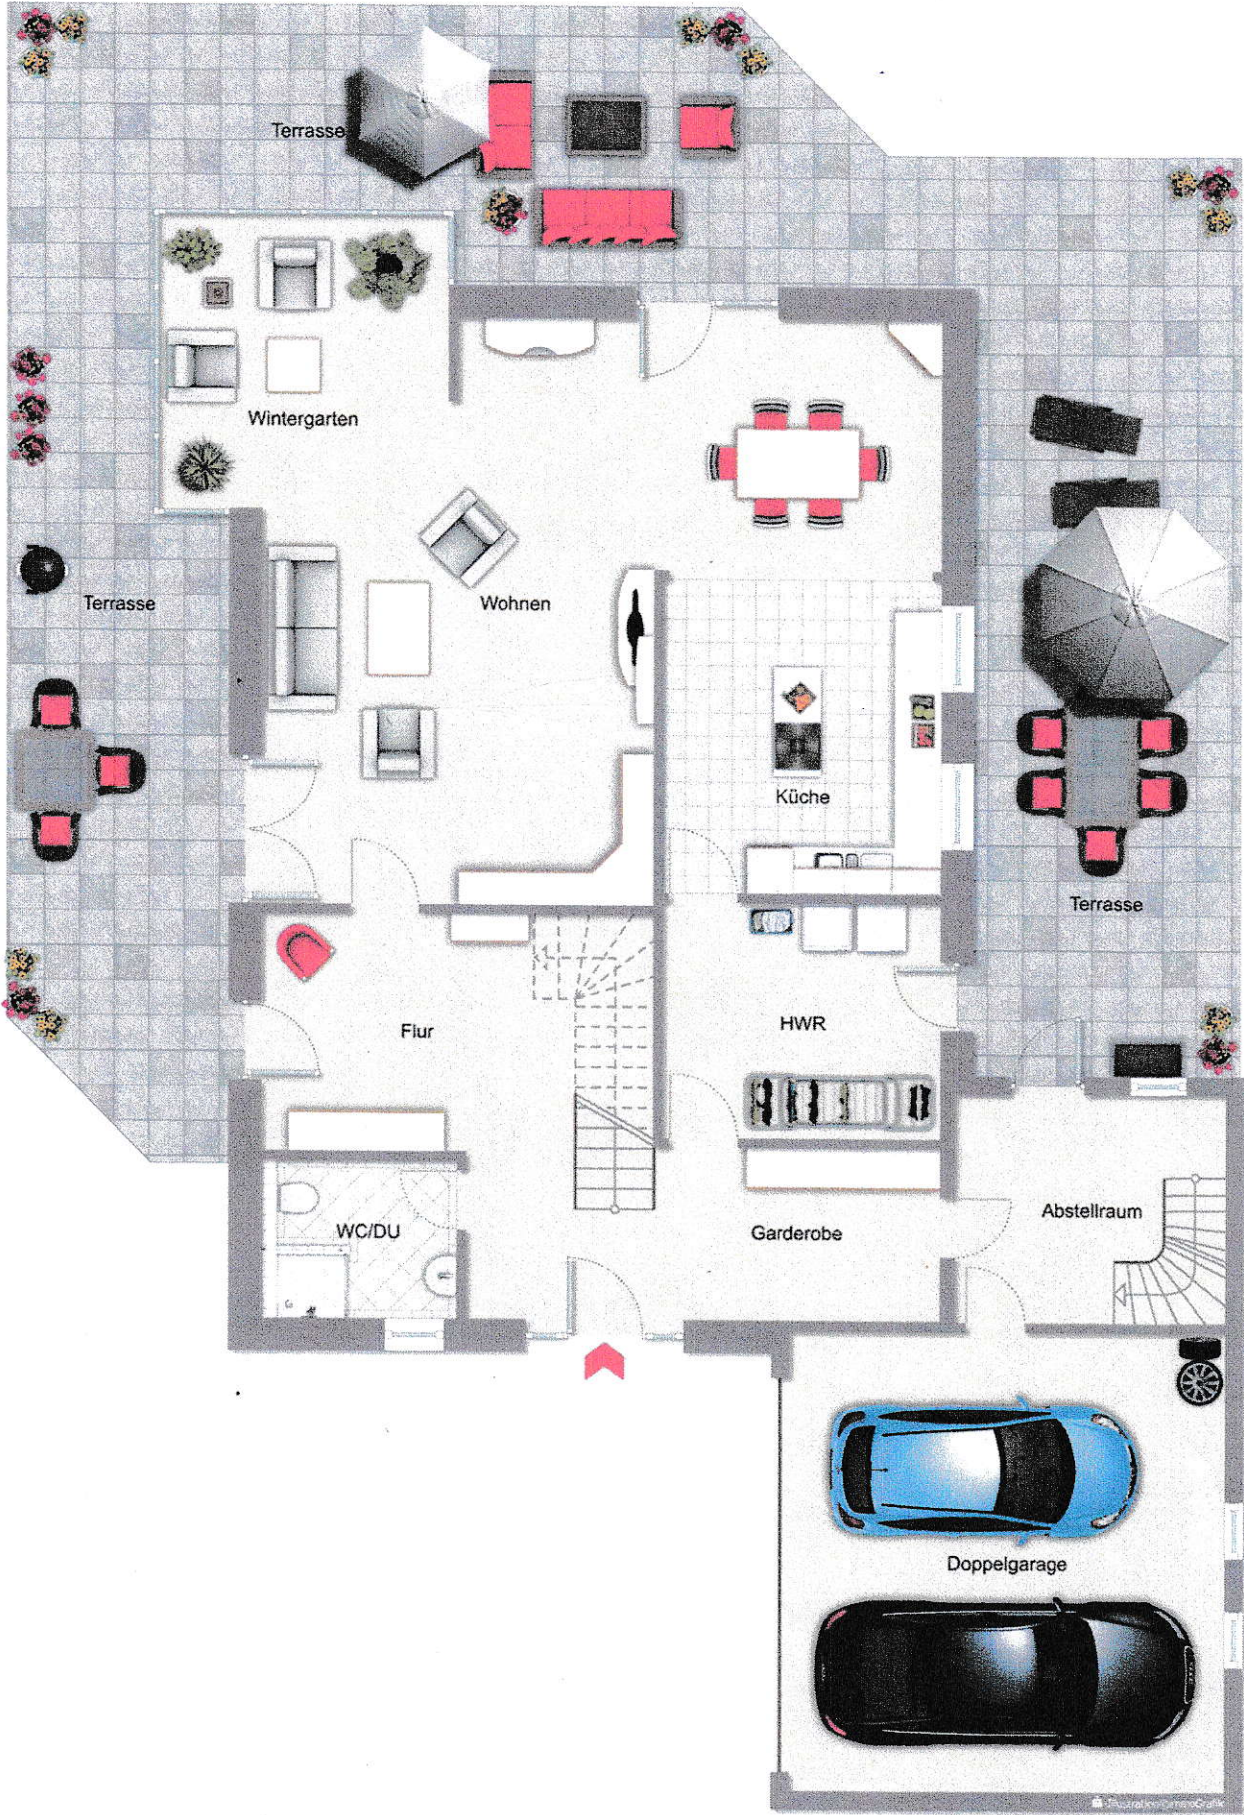 Terrasse
Wintergarten
Terrasse
Wohnen
Küche
Terrasse
Flur
HWR
WC/DU
Garderobe
Abstellraum
Doppelgarage